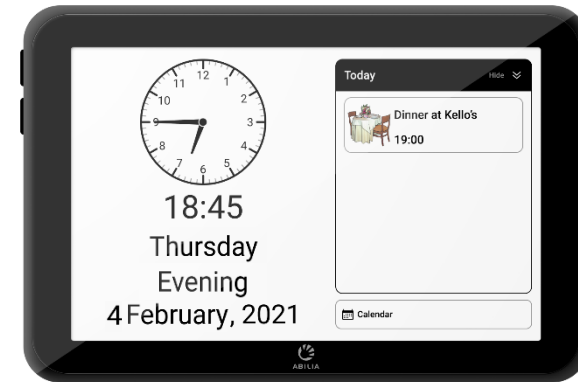 12
1
2
3
4
5
6
7
8
9
10
11
18:45
Thursday
Evening
4 February, 2021
Today
Hide
Dinner at Kello's
19:00
Calendar
ABILIA